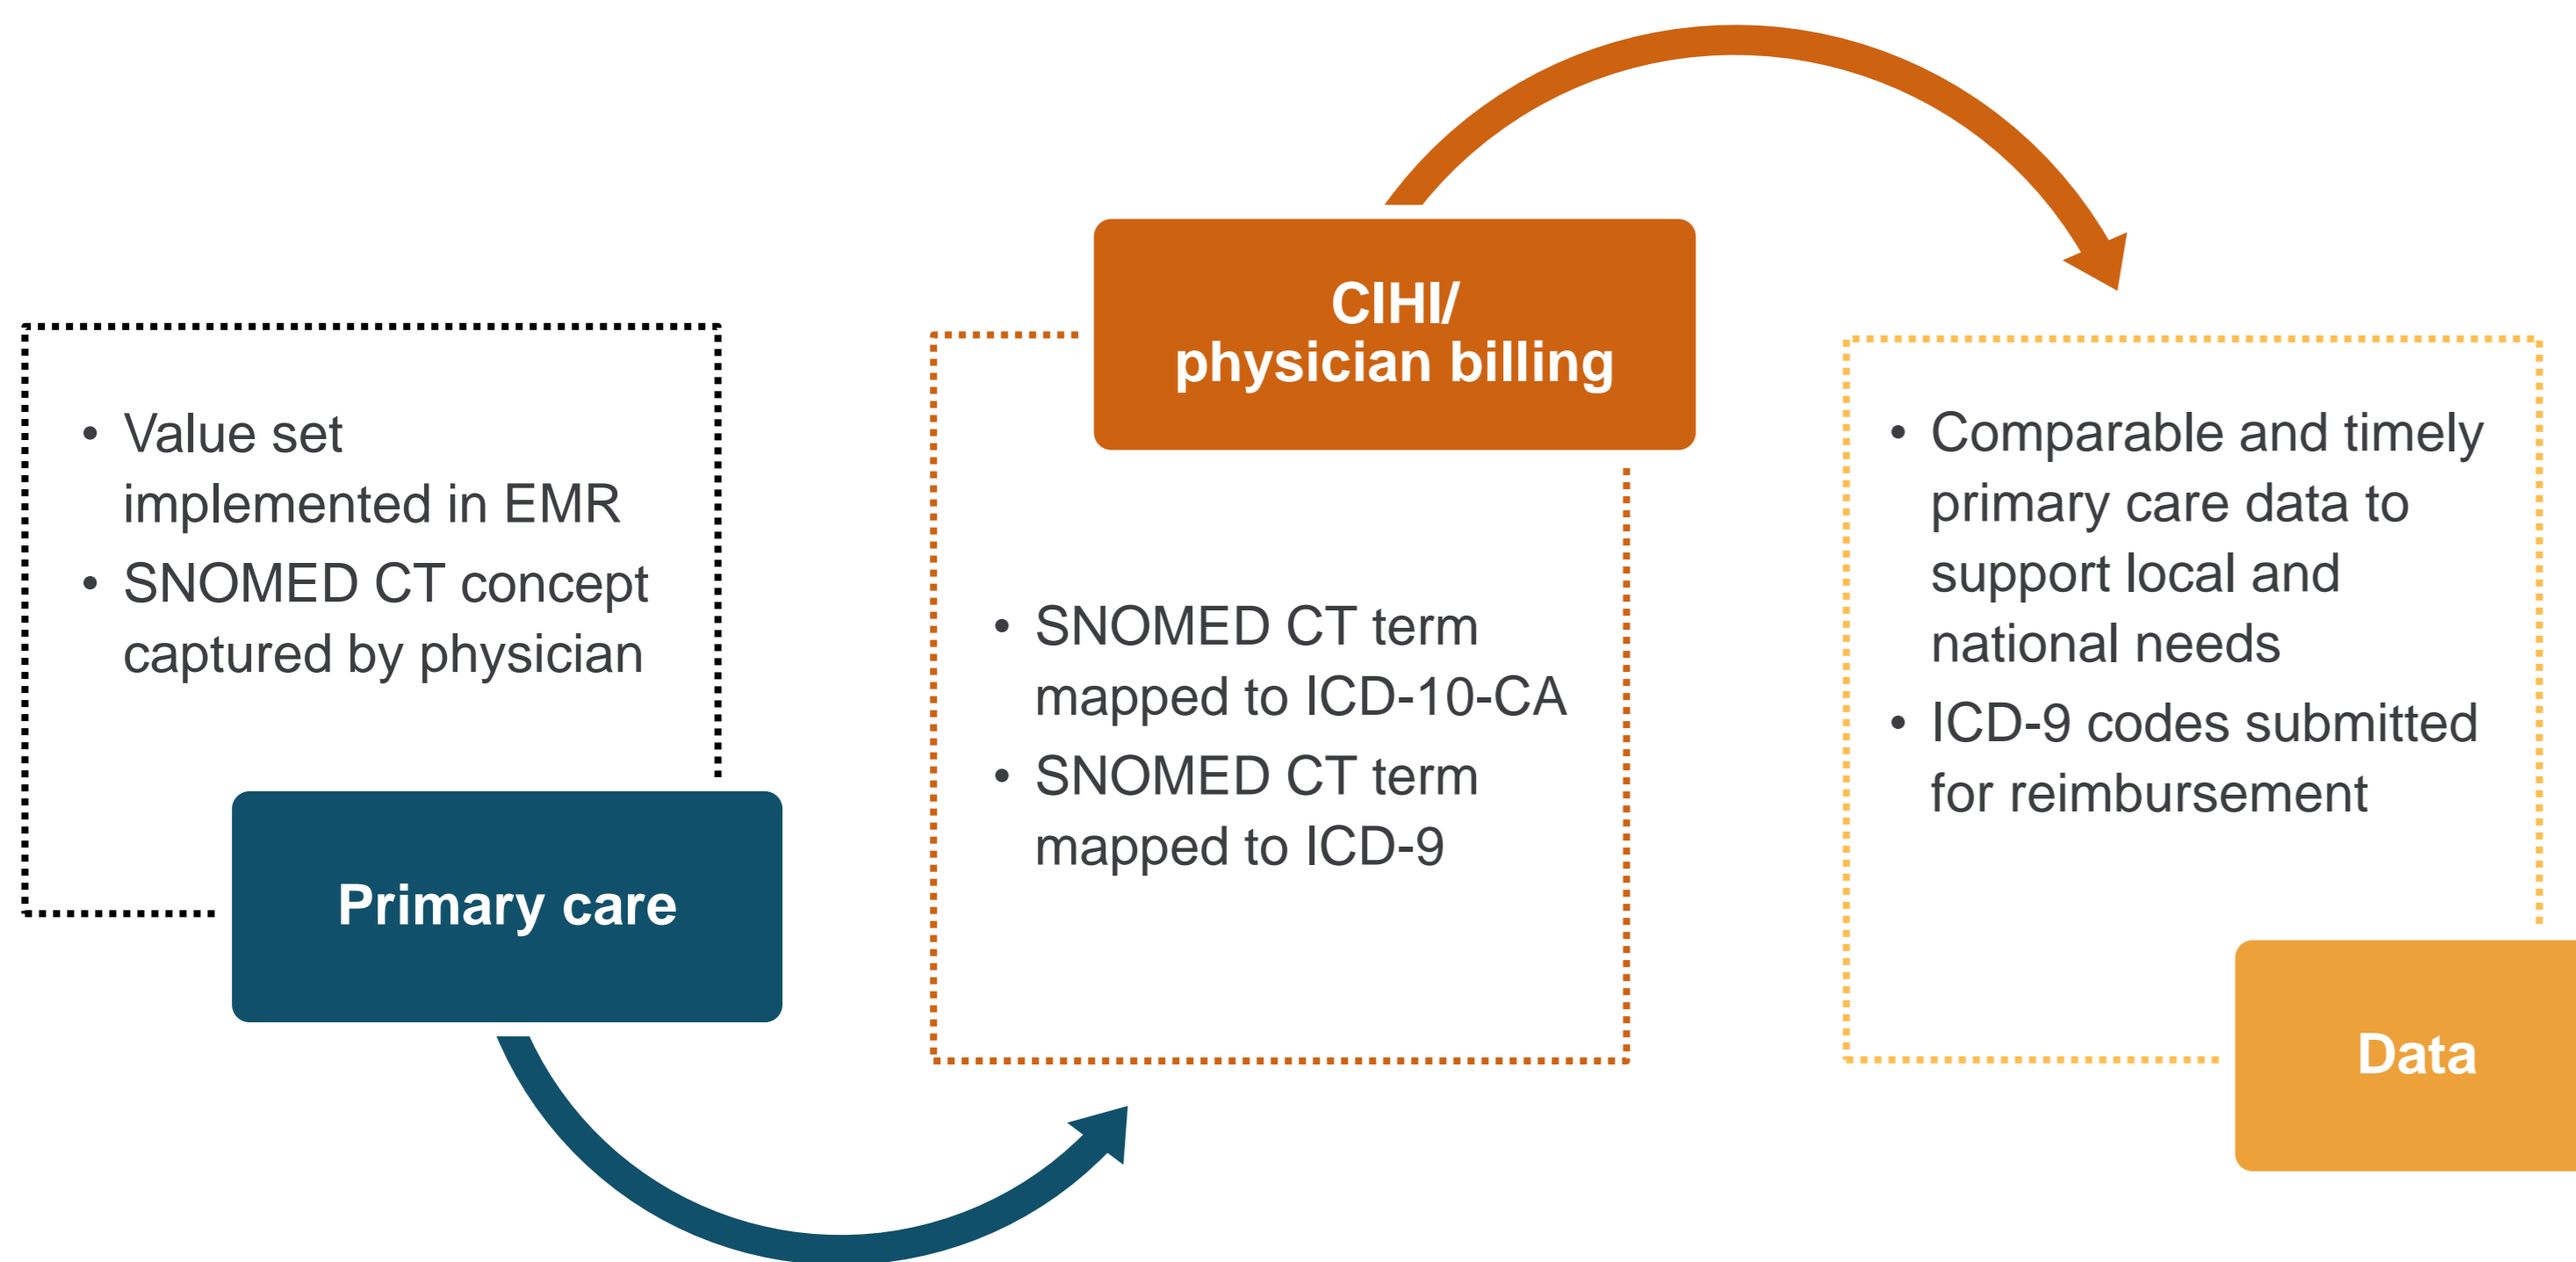 • Value set
implemented in EMR
• SNOMED CT concept
captured by physician
Primary care
CIHI/
physician billing
• SNOMED CT term
mapped to ICD-10-CA
• SNOMED CT term
mapped to ICD-9
• Comparable and timely
primary care data to
support local and
national needs
• ICD-9 codes submitted
for reimbursement
Data